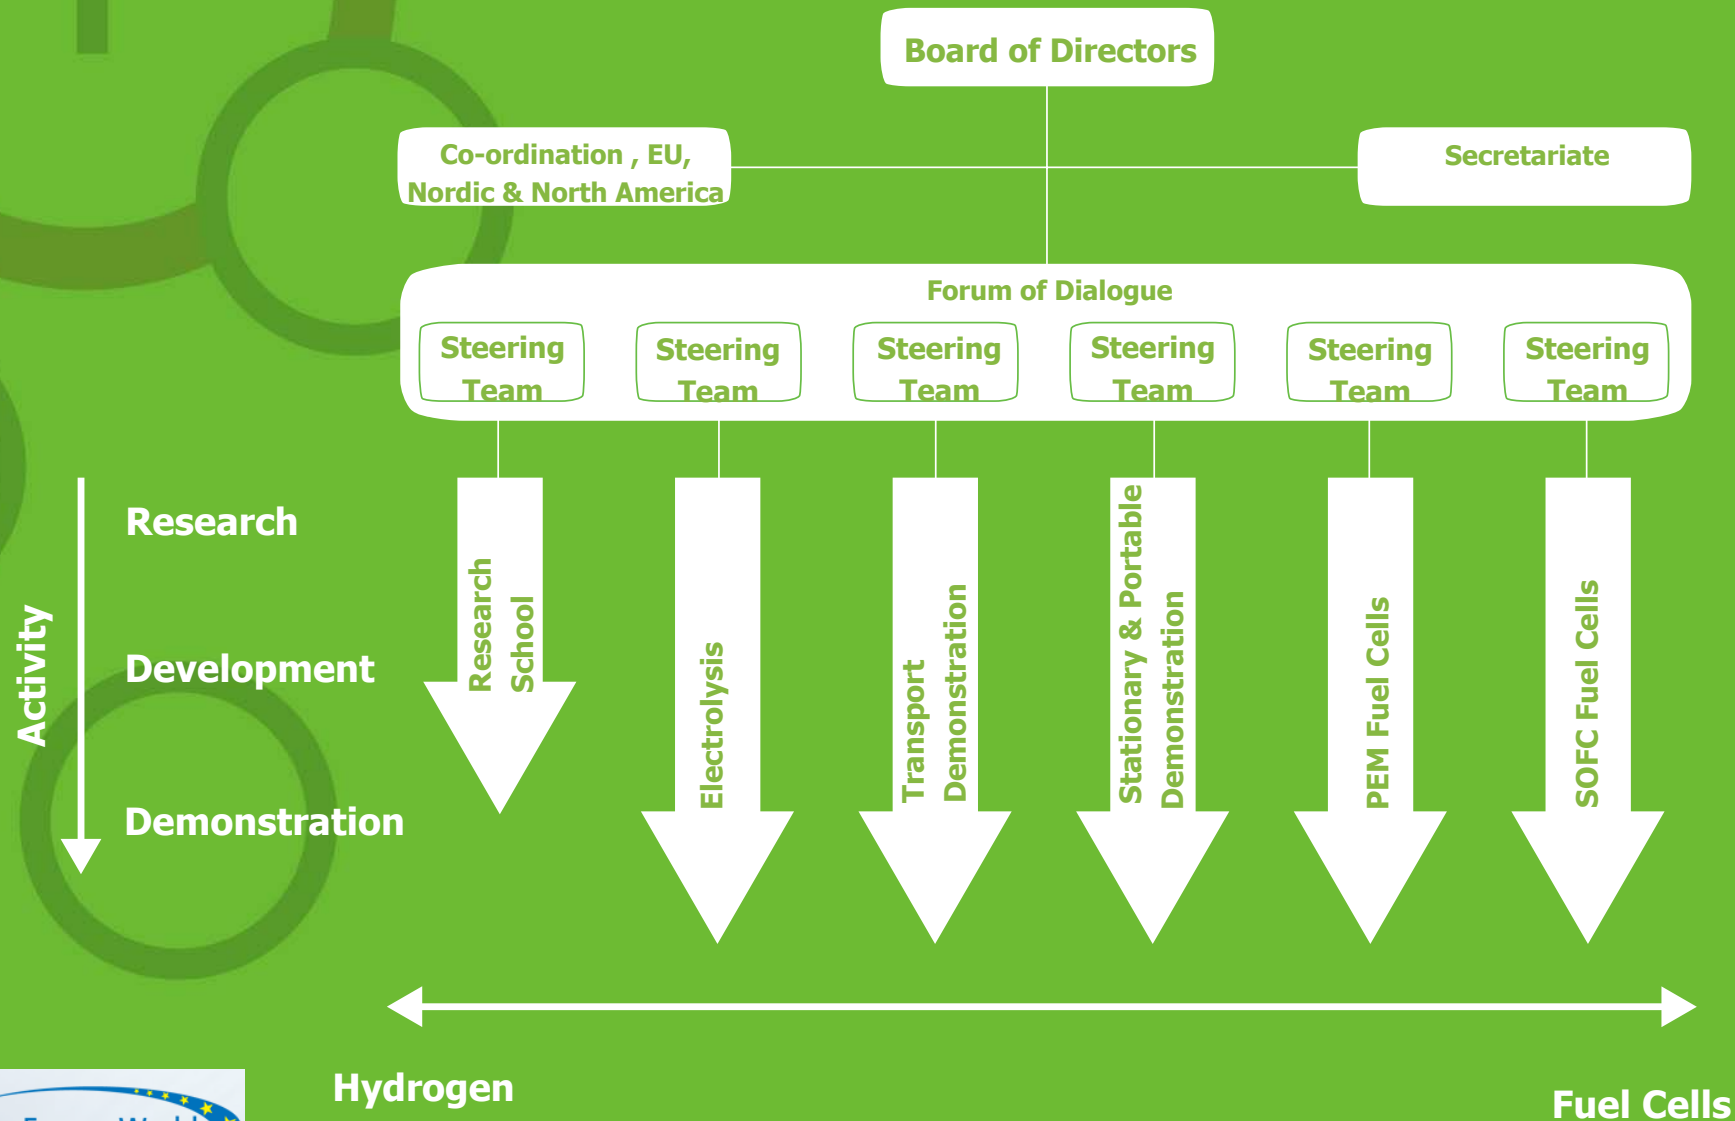 Board of Directors
Co-ordination , EU,
Nordic & North America
Secretariate
Forum of Dialogue
Steering
Team
Steering
Team
Steering
Team
Steering
Team
Steering
Team
Steering
Team
Activity
Research
Development
Demonstration
Research
School
Electrolysis
Transport
Demonstration
Stationary & Portable
Demonstration
PEM Fuel Cells
SOFC Fuel Cells
Hydrogen
Fuel Cells